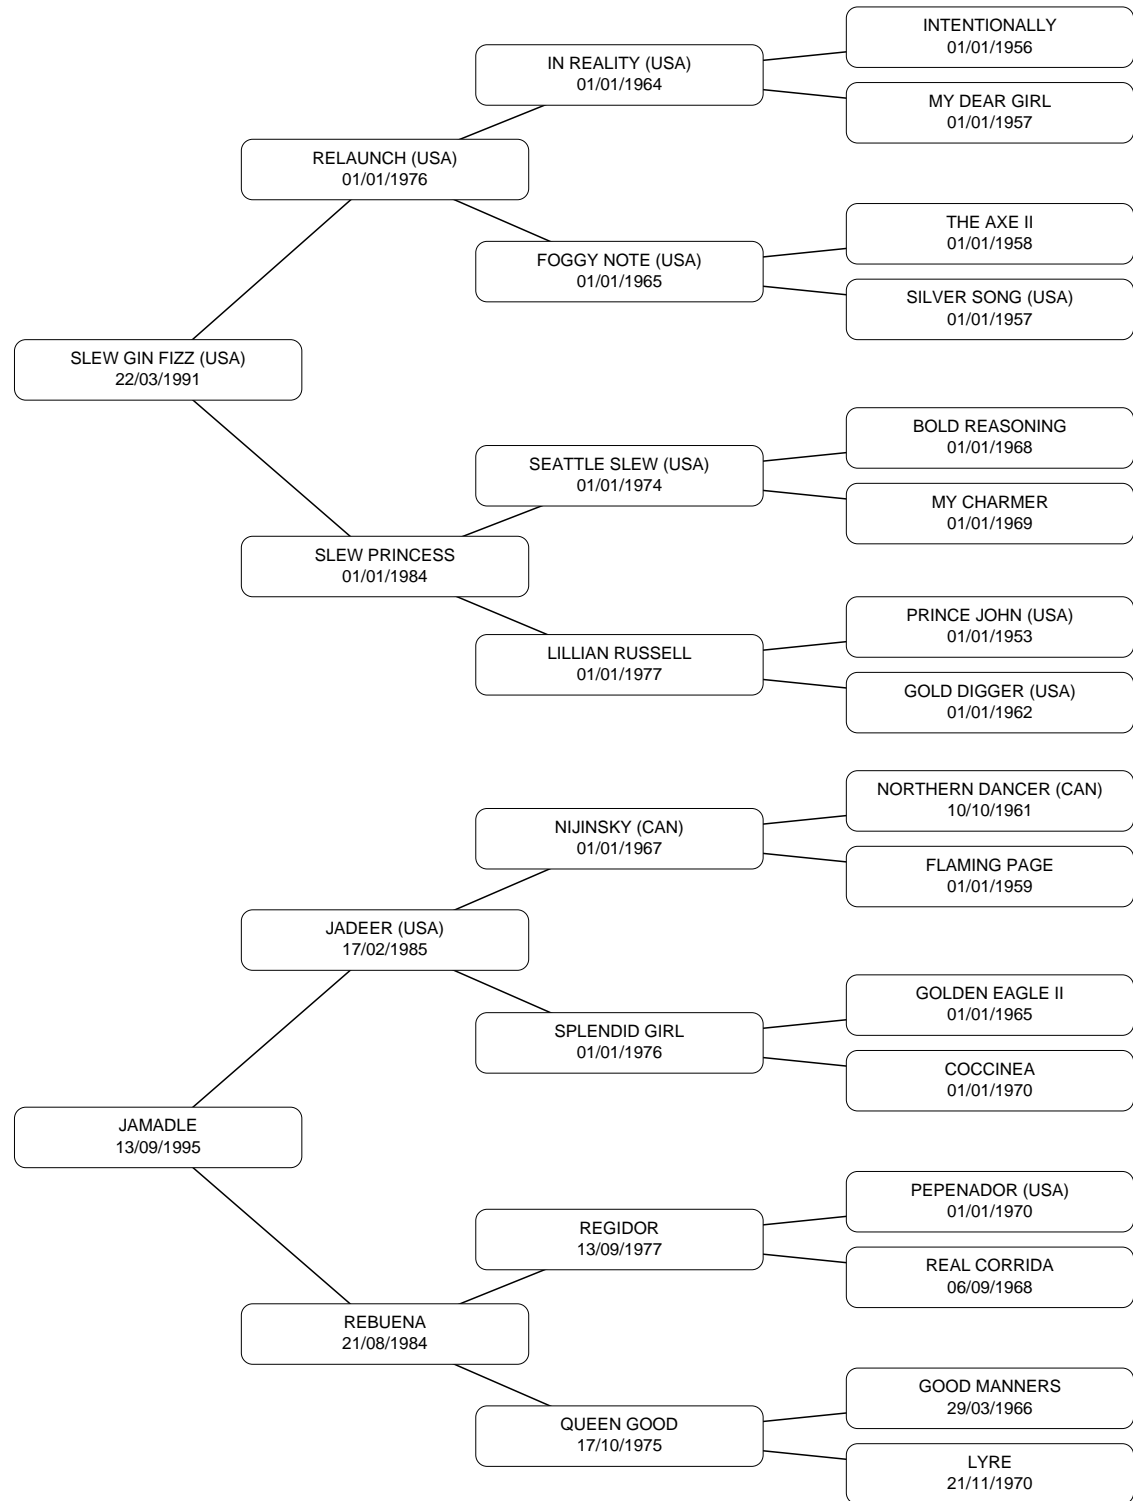 INTENTIONALLY
01/01/1956
IN REALITY (USA)
01/01/1964
MY DEAR GIRL
01/01/1957
RELAUNCH (USA)
01/01/1976
THE AXE II
01/01/1958
FOGGY NOTE (USA)
01/01/1965
SILVER SONG (USA)
01/01/1957
SLEW GIN FIZZ (USA)
22/03/1991
BOLD REASONING
01/01/1968
SEATTLE SLEW (USA)
01/01/1974
MY CHARMER
01/01/1969
SLEW PRINCESS
01/01/1984
PRINCE JOHN (USA)
01/01/1953
LILLIAN RUSSELL
01/01/1977
GOLD DIGGER (USA)
01/01/1962
NORTHERN DANCER (CAN)
10/10/1961
NIJINSKY (CAN)
01/01/1967
FLAMING PAGE
01/01/1959
JADEER (USA)
17/02/1985
GOLDEN EAGLE II
01/01/1965
SPLENDID GIRL
01/01/1976
COCCINEA
01/01/1970
JAMADLE
13/09/1995
PEPENADOR (USA)
01/01/1970
REGIDOR
13/09/1977
REAL CORRIDA
06/09/1968
REBUENA
21/08/1984
GOOD MANNERS
29/03/1966
QUEEN GOOD
17/10/1975
LYRE
21/11/1970